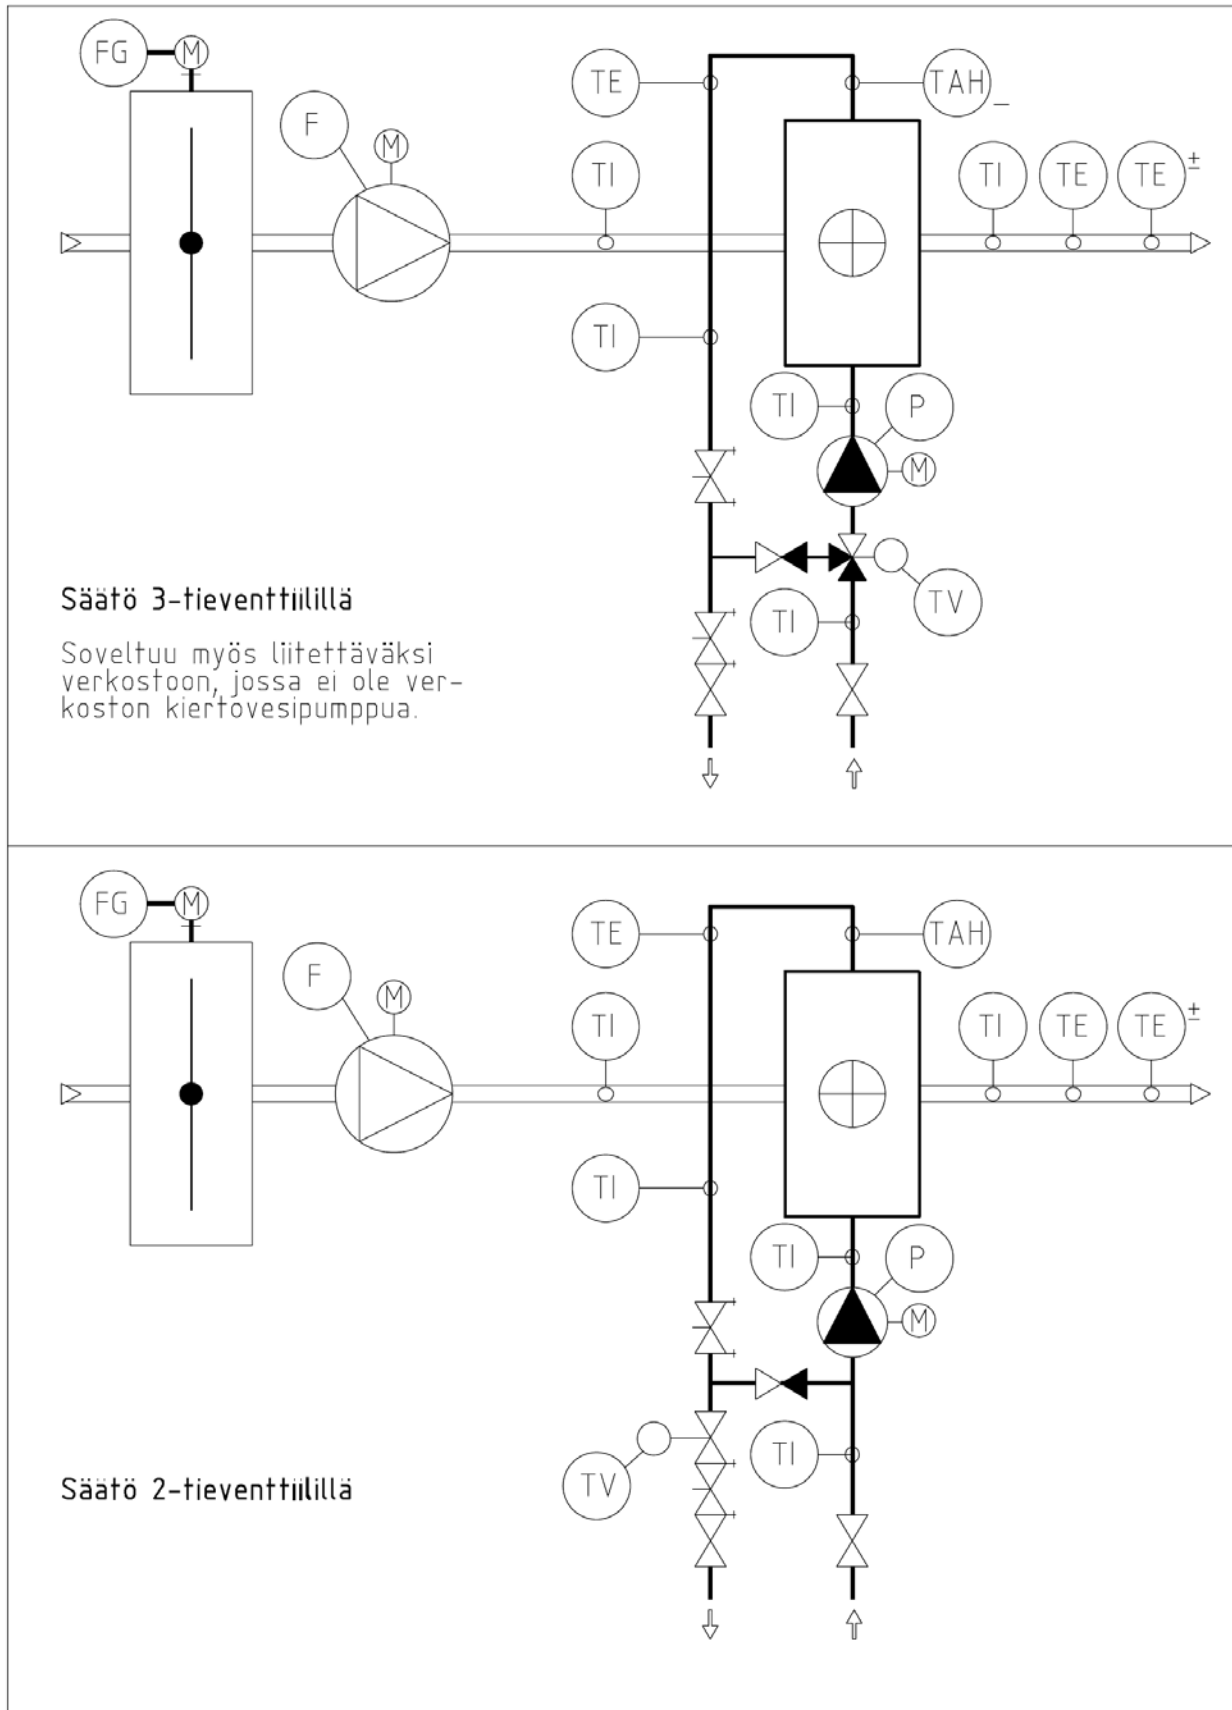 FG M
F
M
TE
TAH_
TI
TI TE TE ±
TI
TI
P
M
TV
TI
Säätö 3-tieventtiilillä
Soveltuu myös liitettäväksi
verkostoon, jossa ei ole ver-
koston kiertovesipumppua.
FG M
F
M
TE
TAH
TI
TI TE TE ±
TI
TI
P
M
TI
TV
Säätö 2-tieventtiilillä